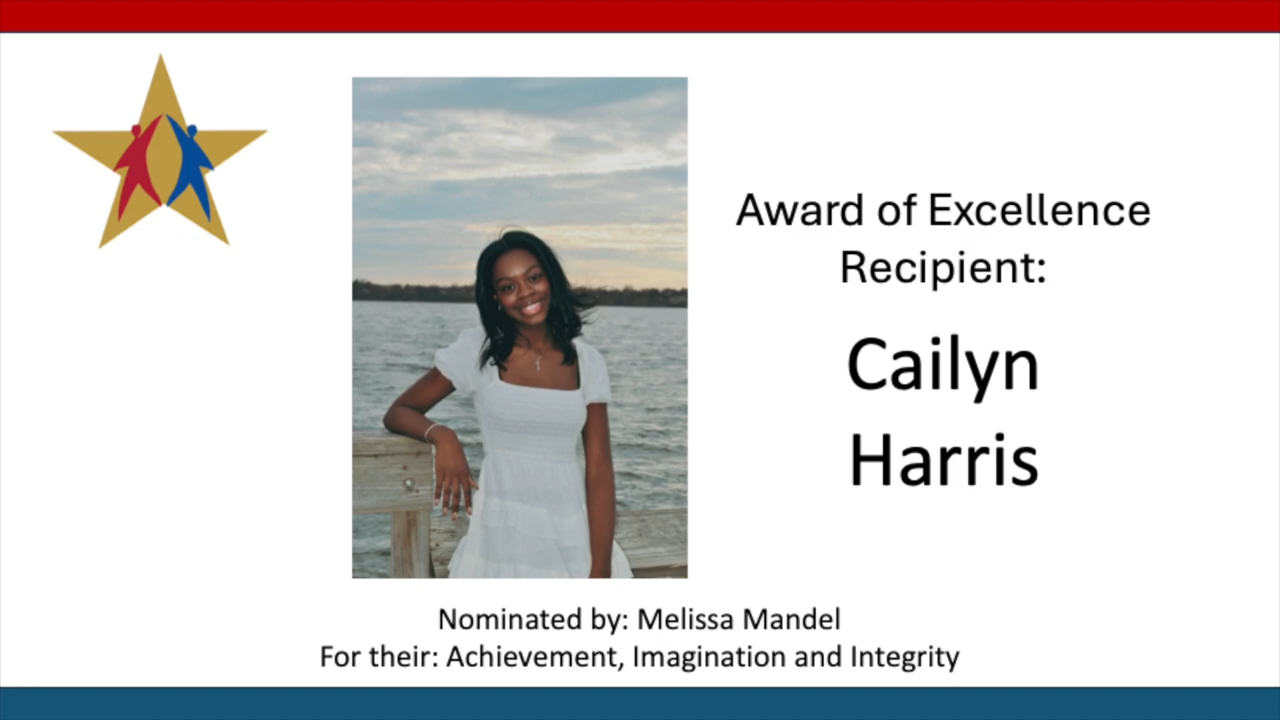 Award of Excellence
Recipient:
Cailyn
Harris
Nominated by: Melissa Mandel
For their: Achievement, Imagination and Integrity